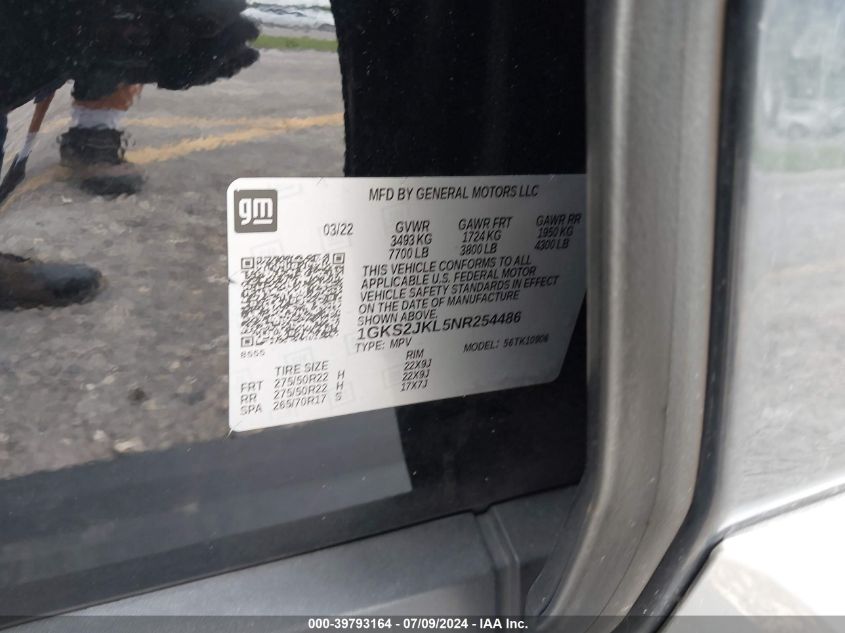 gm
MFD BY GENERAL MOTORS LLC
03/22 GVWR GAWR FRT GAWR RR
3493 KG 1724 KG 1950 KG
7700 LB 3800 LB 4300 LB
THIS VEHICLE CONFORMS TO ALL
APPLICABLE U.S. FEDERAL MOTOR
VEHICLE SAFETY STANDARDS IN EFFECT
ON THE DATE OF MANUFACTURE
SHOWN ABOVE.
1GKS2JKL5NR254486
TYPE: MPV MODEL: 56TK10906
TIRE SIZE RIM
FRT 275/50R22 H 22X9J
RR 275/50R22 H 22X9J
SPA 265/70R17 S 17X7J
000-39793164 - 07/09/2024 - IAA Inc.